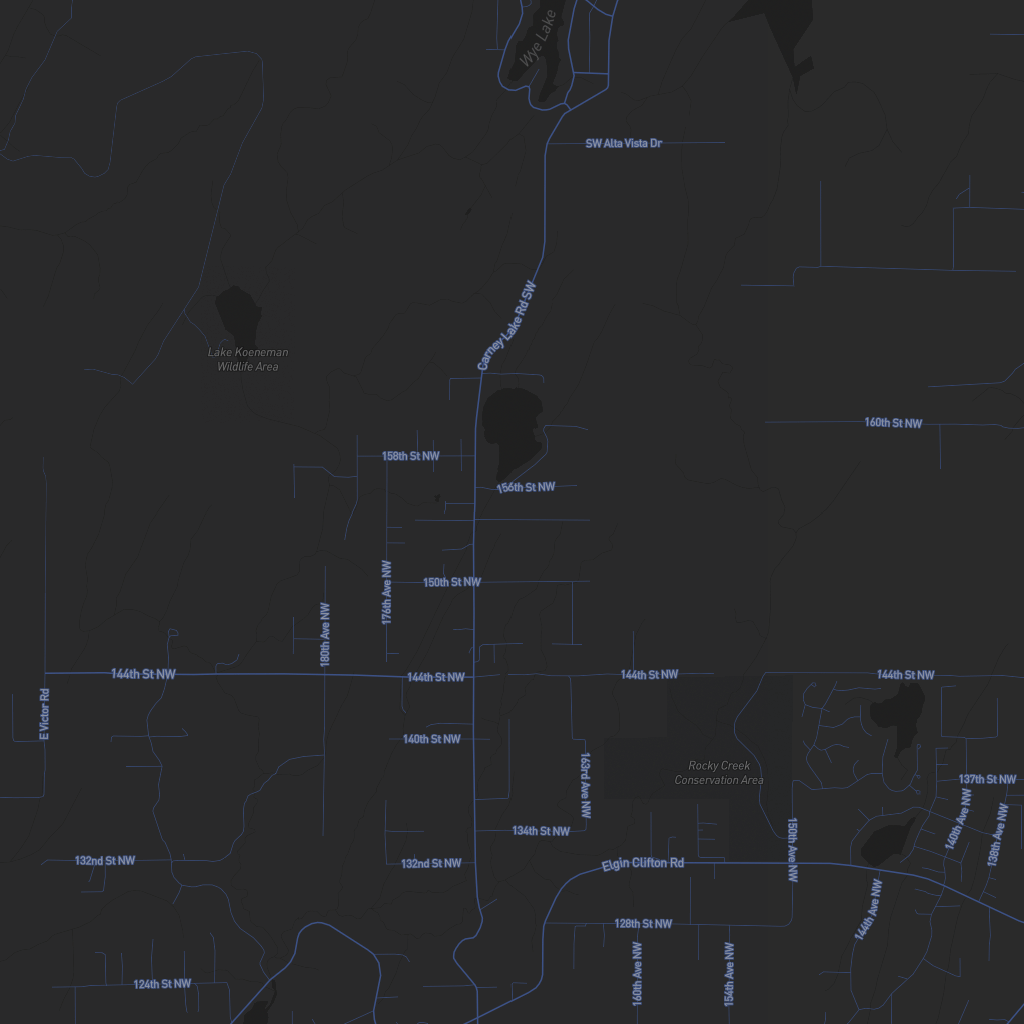 Wye Lake
SW Alta Vista Dr
Carney Lake Rd SW
Lake Koeneman
Wildlife Area
160th St NW
158th St NW
156th St NW
150th St NW
176th Ave NW
180th Ave NW
144th St NW
144th St NW
144th St NW
144th St NW
E Victor Rd
140th St NW
163rd Ave NW
Rocky Creek
Conservation Area
137th St NW
140th Ave NW
138th Ave NW
134th St NW
150th Ave NW
132nd St NW
132nd St NW
Elgin Clifton Rd
144th Ave NW
128th St NW
160th Ave NW
154th Ave NW
124th St NW